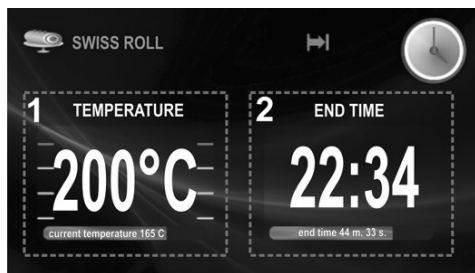 SWISS ROLL
1 TEMPERATURE
200°C
current temperature 165 C
2 END TIME
22:34
end time 44 m. 33 s.